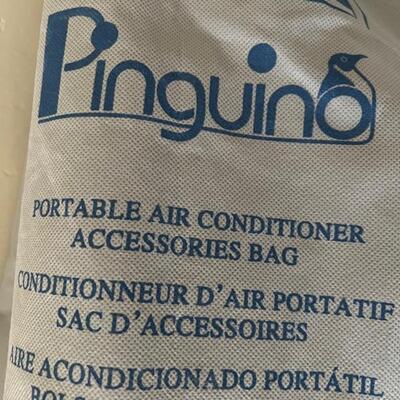 Pinguino
PORTABLE AIR CONDITIONER
ACCESSORIES BAG
CONDITIONNEUR D'AIR PORTATIF
SAC D'ACCESSOIRES
AIRE ACONDICIONADO PORTÁTIL